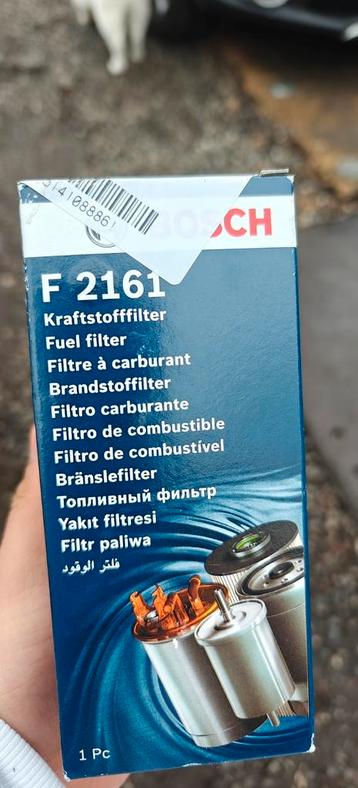 BOSCH
F 2161
Kraftstofffilter
Fuel filter
Filtre à carburant
Brandstoffilter
Filtro carburante
Filtro de combustible
Filtro de combustível
Bränslefilter
Топливный фильтр
Yakıt filtresi
Filtr paliwa
فلتر الوقود
1 Pc